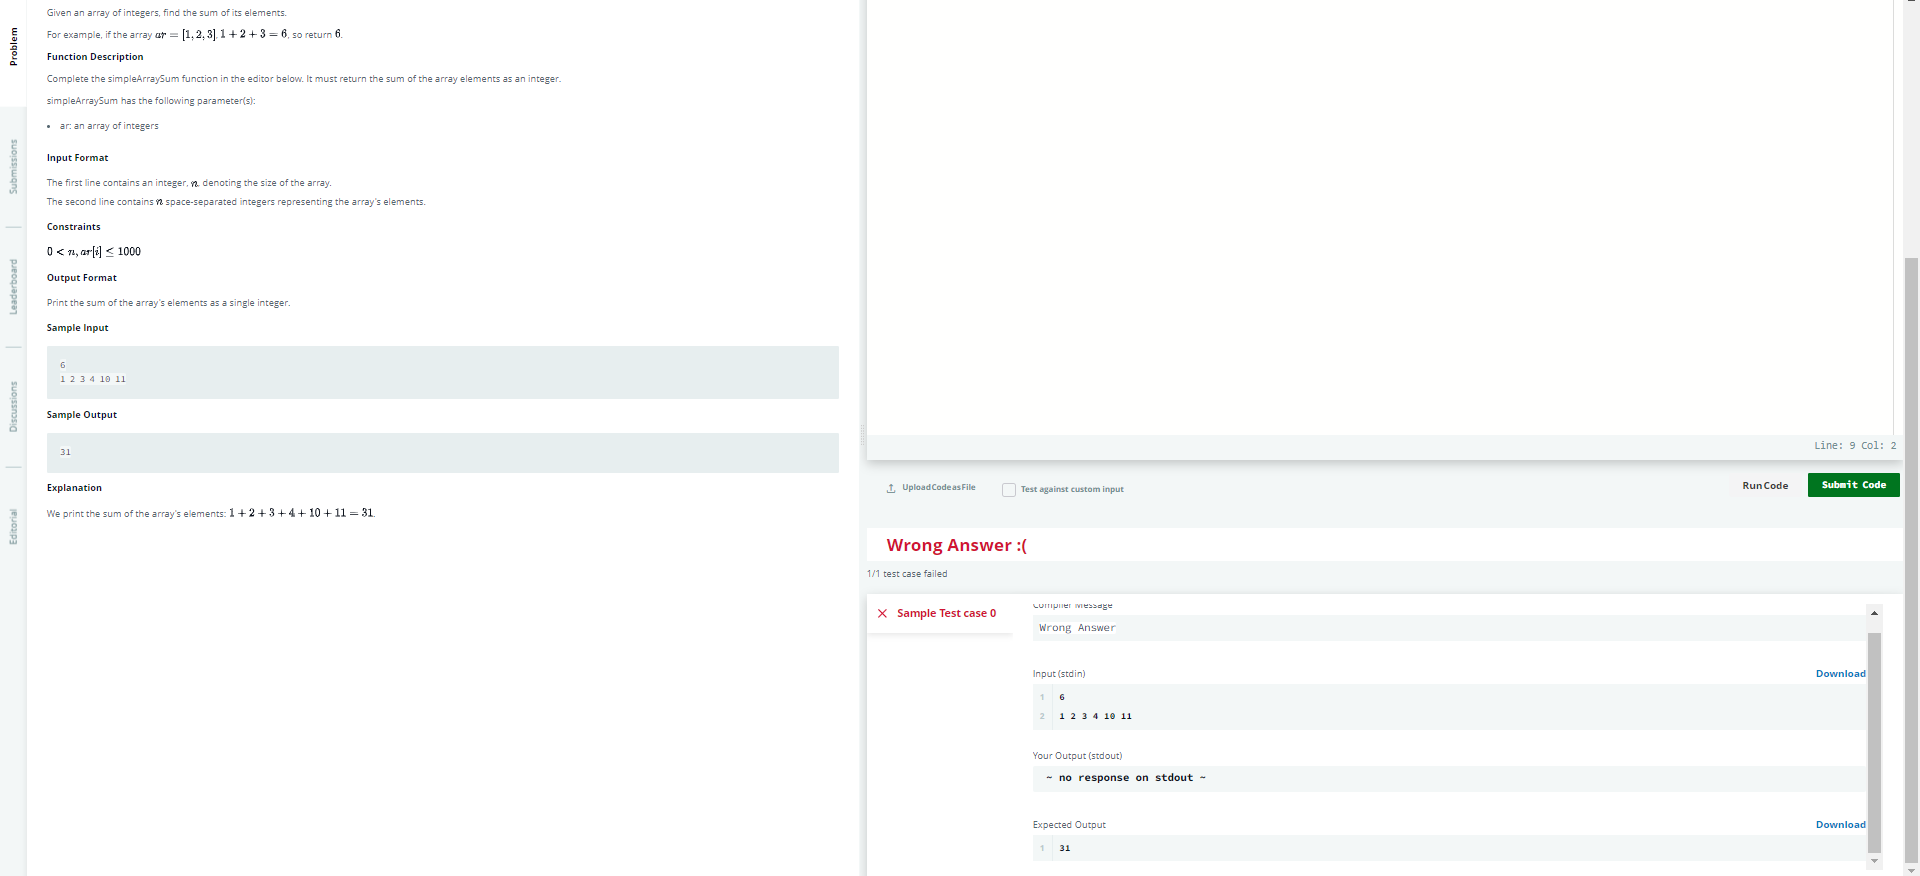 Problem
Submissions
Leaderboard
Discussions
Editorial
Given an array of integers, find the sum of its elements.
For example, if the array ar = [1, 2, 3], 1 + 2 + 3 = 6, so return 6.
Function Description
Complete the simpleArraySum function in the editor below. It must return the sum of the array elements as an integer.
simpleArraySum has the following parameter(s):
• ar: an array of integers
Input Format
The first line contains an integer, n, denoting the size of the array.
The second line contains n space-separated integers representing the array's elements.
Constraints
0 < n, ar[i] ≤ 1000
Output Format
Print the sum of the array's elements as a single integer.
Sample Input
6
1 2 3 4 10 11
Sample Output
31
Explanation
We print the sum of the array's elements: 1 + 2 + 3 + 4 + 10 + 11 = 31.
Line: 9 Col: 2
Upload Code as File
Test against custom input
Run Code
Submit Code
Wrong Answer :(
1/1 test case failed
Sample Test case 0
Compiler Message
Wrong Answer
Input (stdin)
Download
1 6
2 1 2 3 4 10 11
Your Output (stdout)
~ no response on stdout ~
Expected Output
Download
1 31